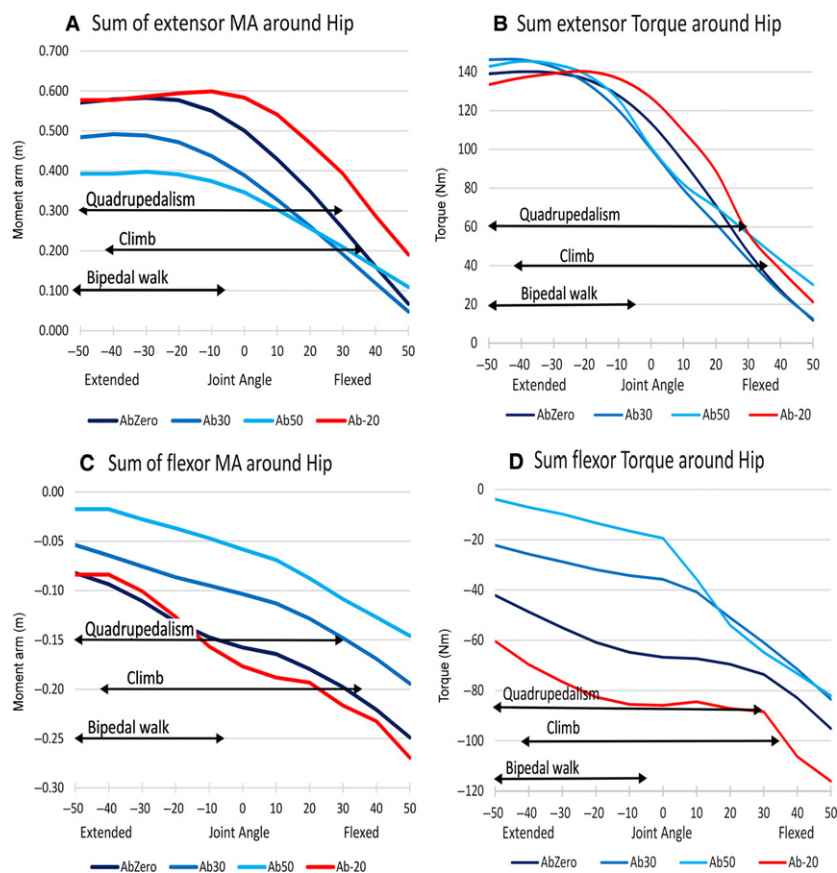 A Sum of extensor MA around Hip
0.700
0.600
0.500
0.400
0.300
0.200
0.100
0.000
Moment arm (m)
Quadrupedalism
Climb
Bipedal walk
−50 −40 −30 −20 −10 0 10 20 30 40 50
Extended Joint Angle Flexed
AbZero Ab30 Ab50 Ab-20
B Sum extensor Torque around Hip
140
120
100
80
60
40
20
0
Torque (Nm)
Quadrupedalism
Climb
Bipedal walk
−50 −40 −30 −20 −10 0 10 20 30 40 50
Extended Joint Angle Flexed
AbZero Ab30 Ab50 Ab-20
C Sum of flexor MA around Hip
0.00
−0.05
−0.10
−0.15
−0.20
−0.25
−0.30
Moment arm (m)
Quadrupedalism
Climb
Bipedal walk
−50 −40 −30 −20 −10 0 10 20 30 40 50
Extended Joint Angle Flexed
AbZero Ab30 Ab50 Ab-20
D Sum flexor Torque around Hip
0
−20
−40
−60
−80
−100
−120
Torque (Nm)
Quadrupedalism
Climb
Bipedal walk
−50 −40 −30 −20 −10 0 10 20 30 40 50
Extended Joint Angle Flexed
AbZero Ab30 Ab50 Ab-20